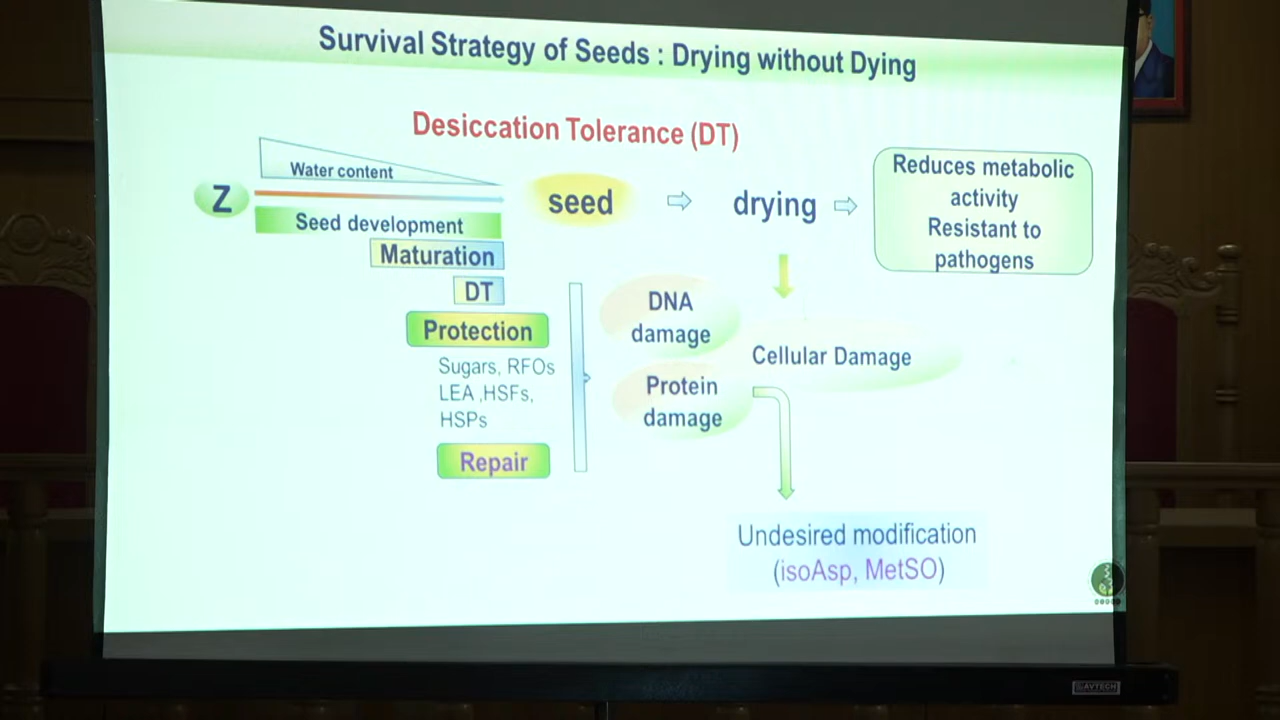 Survival Strategy of Seeds : Drying without Dying
Desiccation Tolerance (DT)
Water content
Z
Seed development
Maturation
DT
Protection
Sugars, RFOs
LEA ,HSFs,
HSPs
Repair
seed
drying
Reduces metabolic
activity
Resistant to
pathogens
DNA
damage
Protein
damage
Cellular Damage
Undesired modification
(isoAsp, MetSO)
AVTECH